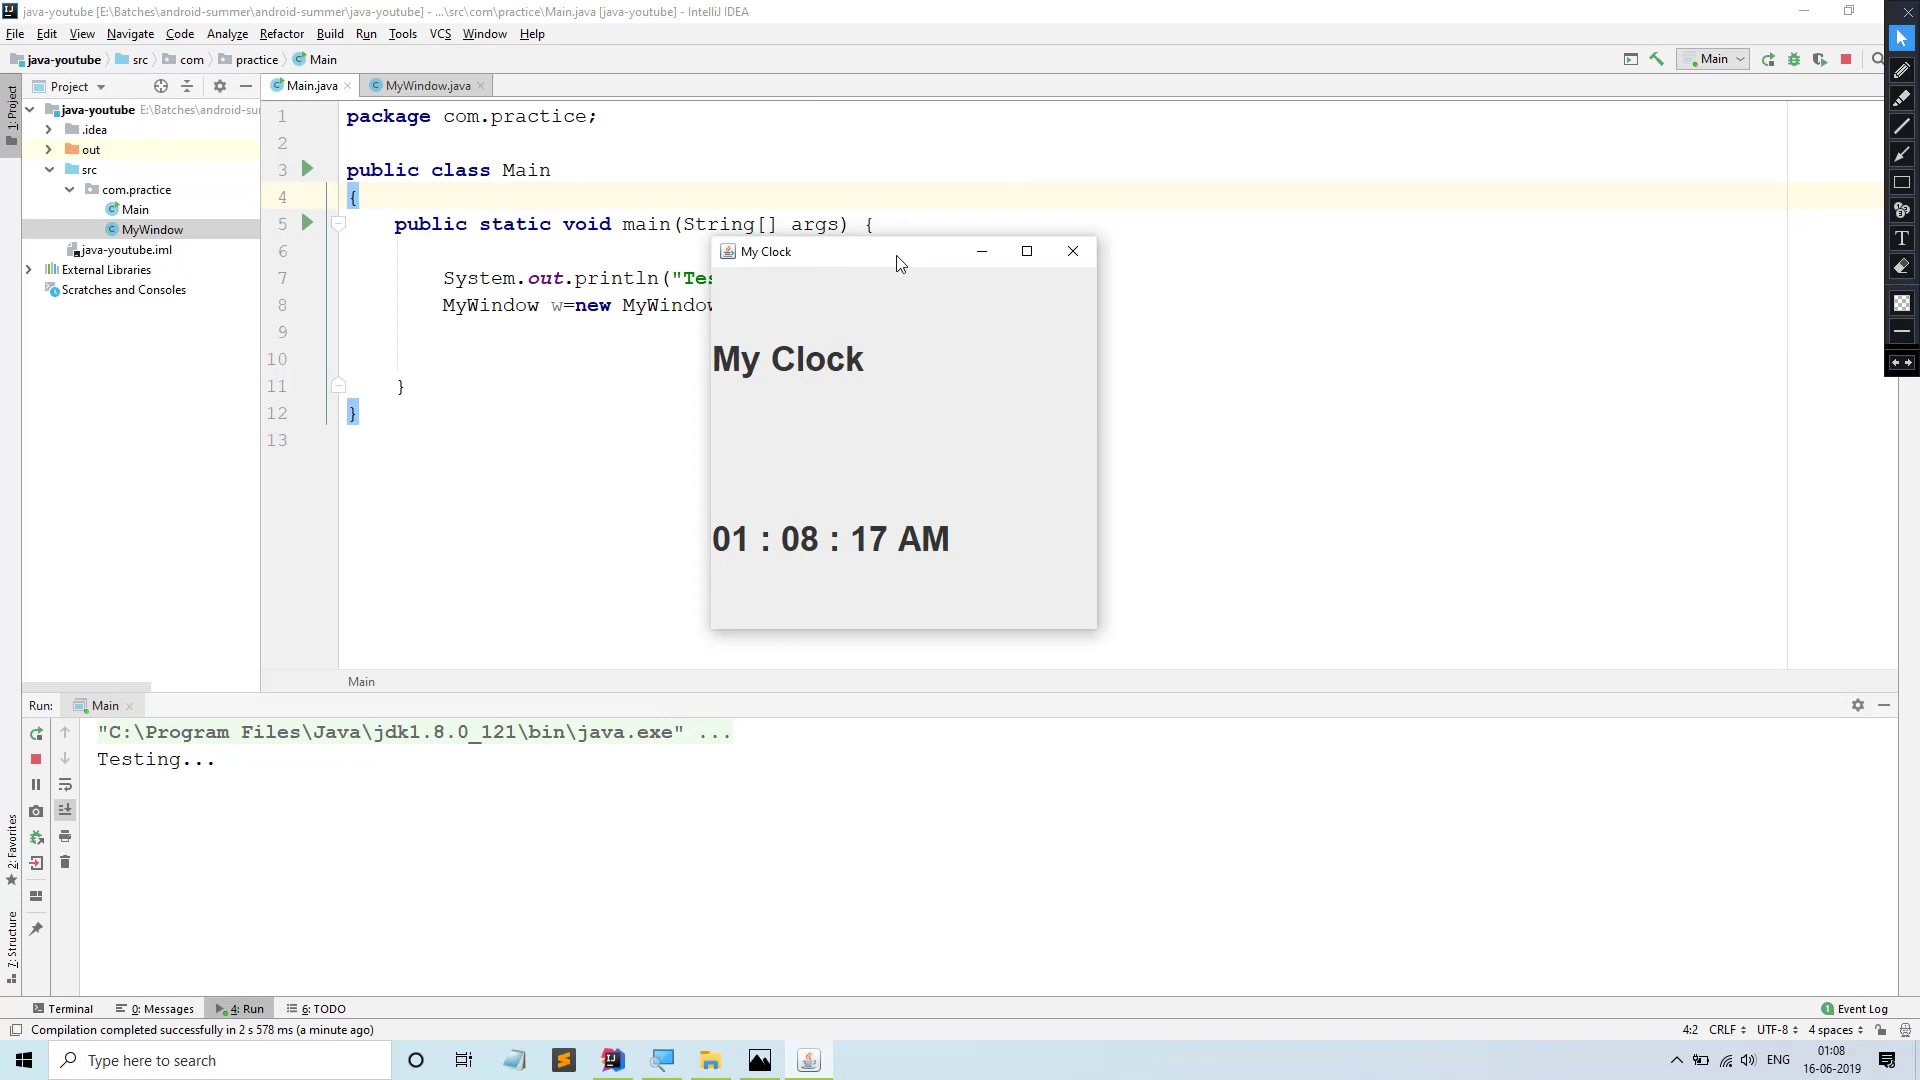 java-youtube [E:\Batches\android-summer\android-summer\java-youtube] - ...\src\com\practice\Main.java [java-youtube] - IntelliJ IDEA
File Edit View Navigate Code Analyze Refactor Build Run Tools VCS Window Help
java-youtube src com practice Main Main
Project Main.java MyWindow.java
1: Project
java-youtube E:\Batches\android-su
.idea
out
src
com.practice
Main
MyWindow
java-youtube.iml
External Libraries
Scratches and Consoles
1 package com.practice;
2
3 public class Main
4 {
5 public static void main(String[] args) {
6
7 System.out.println("Tes
8 MyWindow w=new MyWindow
9
10
11 }
12 }
13
My Clock
My Clock
01 : 08 : 17 AM
Main
Run: Main
"C:\Program Files\Java\jdk1.8.0_121\bin\java.exe" ...
Testing...
2: Favorites
7: Structure
Terminal 0: Messages 4: Run 6: TODO 1 Event Log
Compilation completed successfully in 2 s 578 ms (a minute ago) 4:2 CRLF UTF-8 4 spaces
Type here to search ENG 01:08
16-06-2019